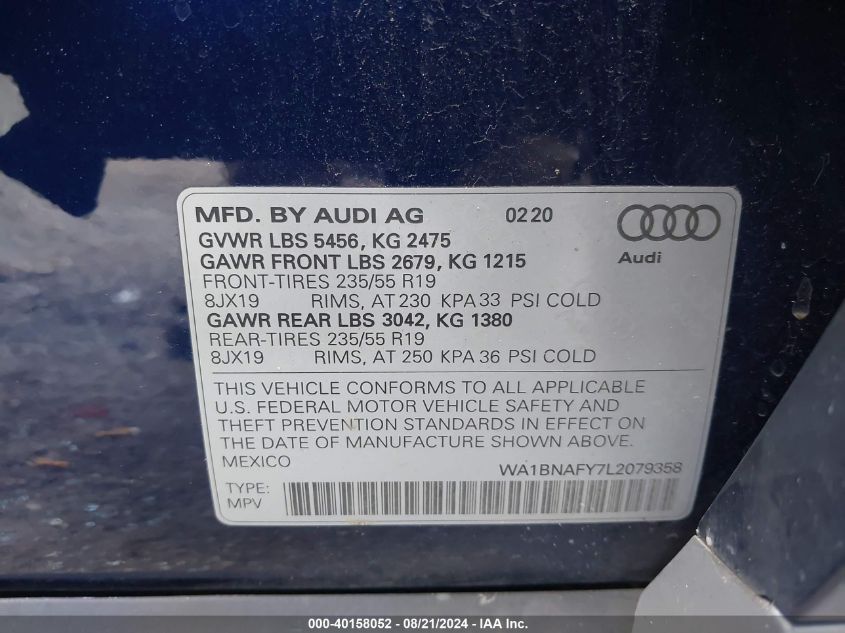 MFD. BY AUDI AG 0220
GVWR LBS 5456, KG 2475
GAWR FRONT LBS 2679, KG 1215
Audi
FRONT-TIRES 235/55 R19
8JX19 RIMS, AT 230 KPA 33 PSI COLD
GAWR REAR LBS 3042, KG 1380
REAR-TIRES 235/55 R19
8JX19 RIMS, AT 250 KPA 36 PSI COLD
THIS VEHICLE CONFORMS TO ALL APPLICABLE
U.S. FEDERAL MOTOR VEHICLE SAFETY AND
THEFT PREVENTION STANDARDS IN EFFECT ON
THE DATE OF MANUFACTURE SHOWN ABOVE.
MEXICO WA1BNAFY7L2079358
TYPE:
MPV
000-40158052 - 08/21/2024 - IAA Inc.